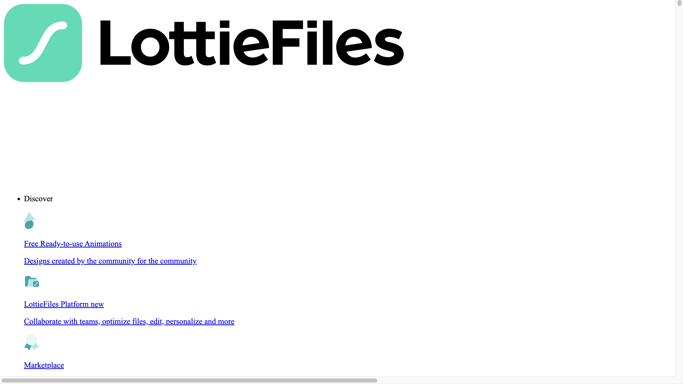 LottieFiles
Discover
Free Ready-to-use Animations
Designs created by the community for the community
LottieFiles Platform new
Collaborate with teams, optimize files, edit, personalize and more
Marketplace